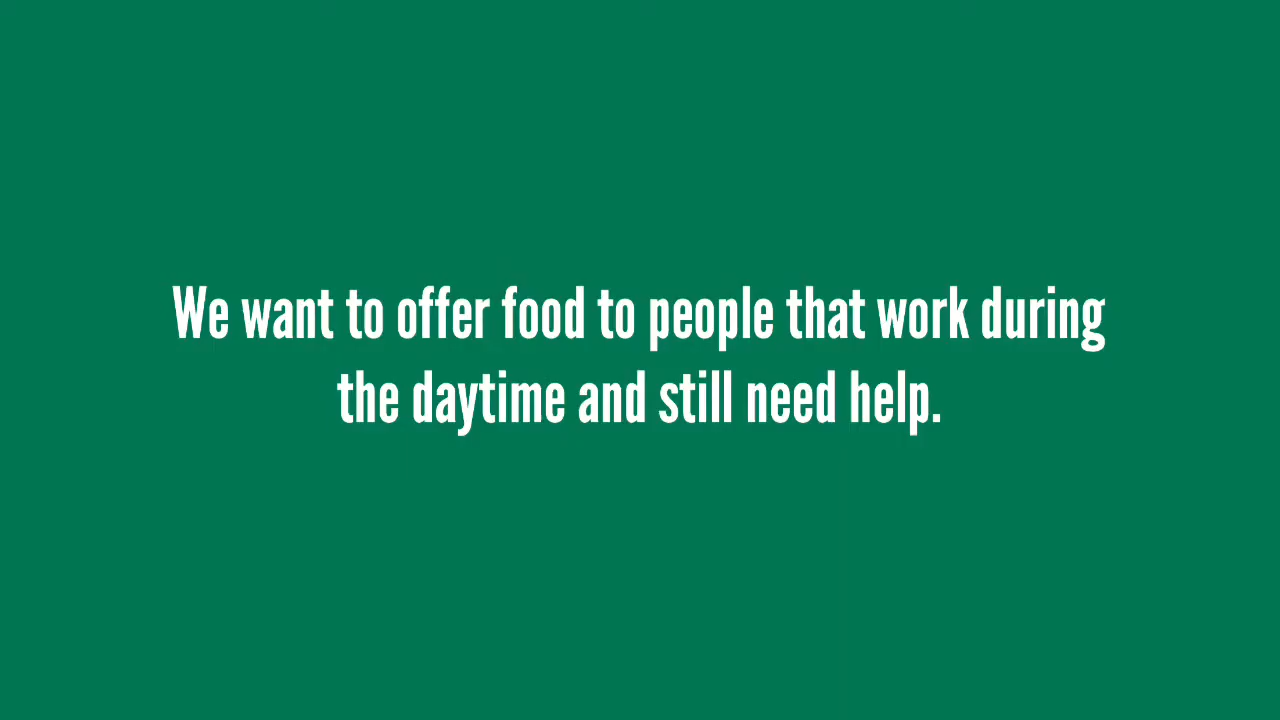 We want to offer food to people that work during
the daytime and still need help.